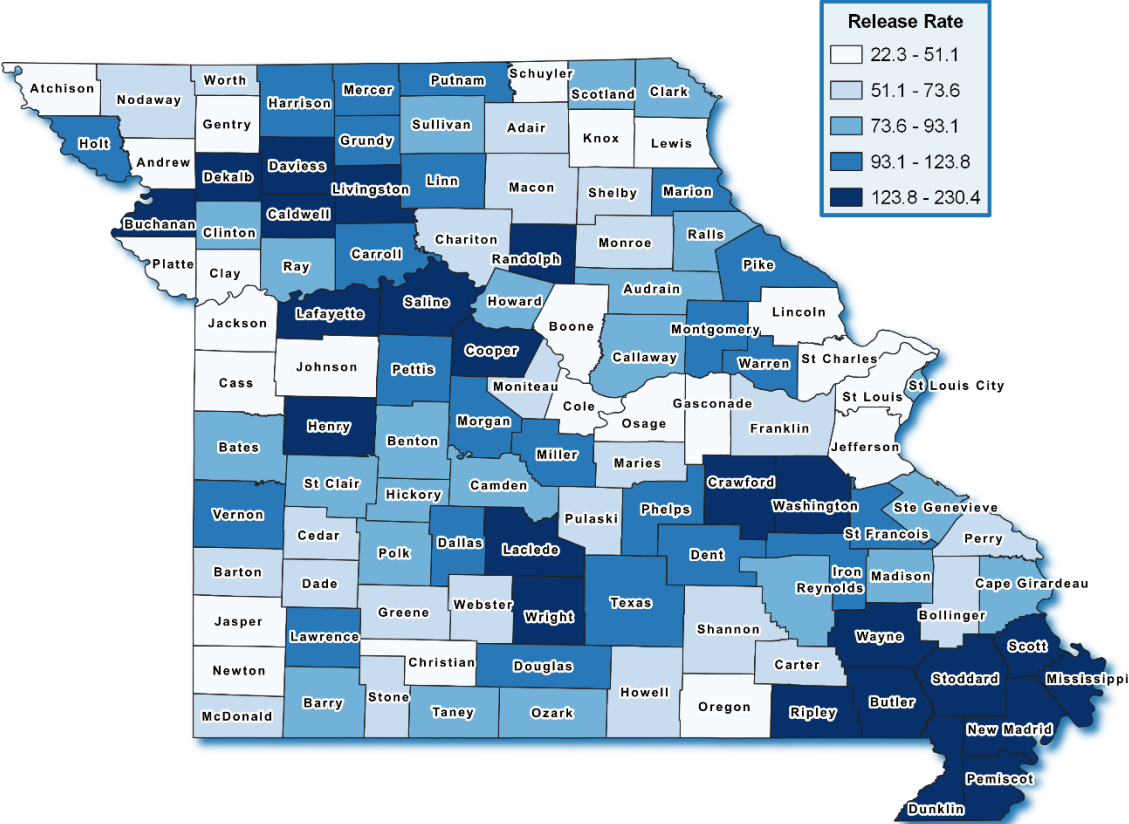 Release Rate
22.3 - 51.1
51.1 - 73.6
73.6 - 93.1
93.1 - 123.8
123.8 - 230.4
Atchison
Nodaway
Worth
Harrison
Mercer
Putnam
Schuyler
Scotland
Clark
Holt
Gentry
Grundy
Sullivan
Adair
Knox
Lewis
Andrew
Dekalb
Daviess
Livingston
Linn
Macon
Shelby
Marion
Buchanan
Clinton
Caldwell
Chariton
Randolph
Monroe
Ralls
Platte
Clay
Ray
Carroll
Pike
Jackson
Lafayette
Saline
Howard
Boone
Audrain
Montgomery
Lincoln
Cass
Johnson
Pettis
Cooper
Moniteau
Callaway
Warren
St Charles
St Louis City
St Louis
Cole
Osage
Gasconade
Franklin
Jefferson
Bates
Henry
Benton
Morgan
Miller
Maries
St Clair
Hickory
Camden
Pulaski
Phelps
Crawford
Washington
Ste Genevieve
St Francois
Perry
Vernon
Cedar
Polk
Dallas
Laclede
Dent
Iron
Reynolds
Madison
Cape Girardeau
Bollinger
Barton
Dade
Greene
Webster
Wright
Texas
Shannon
Wayne
Scott
Jasper
Lawrence
Christian
Douglas
Carter
Stoddard
Mississippi
Newton
McDonald
Barry
Stone
Taney
Ozark
Howell
Oregon
Ripley
Butler
New Madrid
Pemiscot
Dunklin